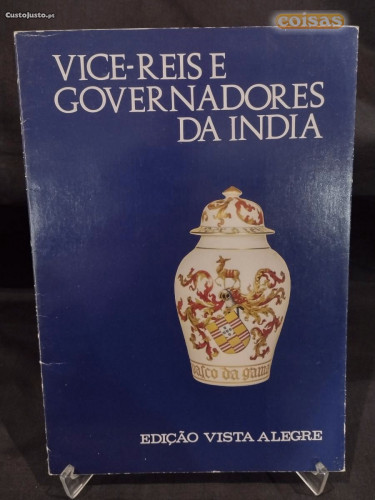 CustoJusto.pt
coisas
VICE-REIS E
GOVERNADORES
DA INDIA
vasco da gama
EDIÇÃO VISTA ALEGRE